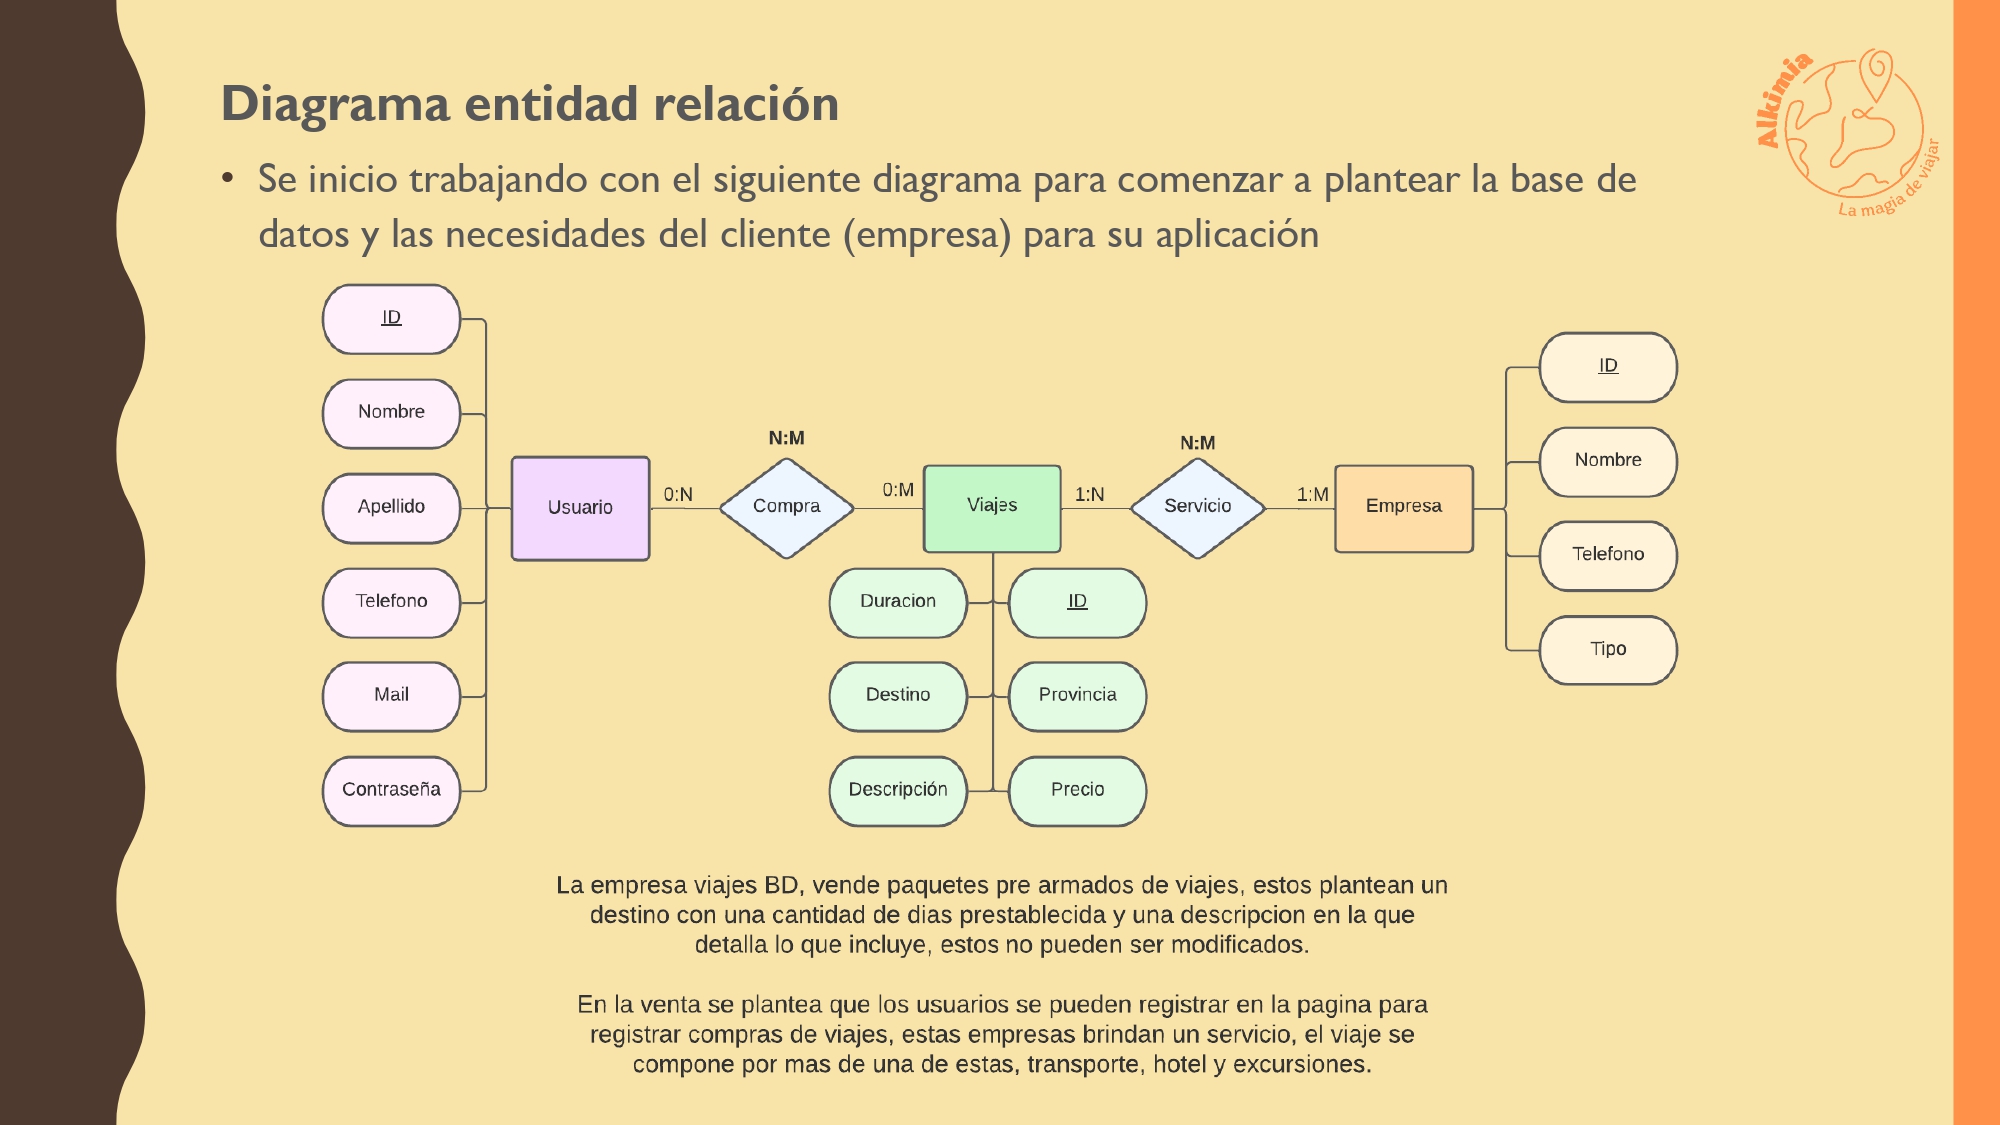 Diagrama entidad relación
Alkimia
La magia de viajar
• Se inicio trabajando con el siguiente diagrama para comenzar a plantear la base de
datos y las necesidades del cliente (empresa) para su aplicación
ID
Nombre
Apellido
Telefono
Mail
Contraseña
Usuario
0:N
N:M
Compra
0:M
Viajes
Duracion
ID
Destino
Provincia
Descripción
Precio
1:N
N:M
Servicio
1:M
Empresa
ID
Nombre
Telefono
Tipo
La empresa viajes BD, vende paquetes pre armados de viajes, estos plantean un
destino con una cantidad de dias prestablecida y una descripcion en la que
detalla lo que incluye, estos no pueden ser modificados.
En la venta se plantea que los usuarios se pueden registrar en la pagina para
registrar compras de viajes, estas empresas brindan un servicio, el viaje se
compone por mas de una de estas, transporte, hotel y excursiones.